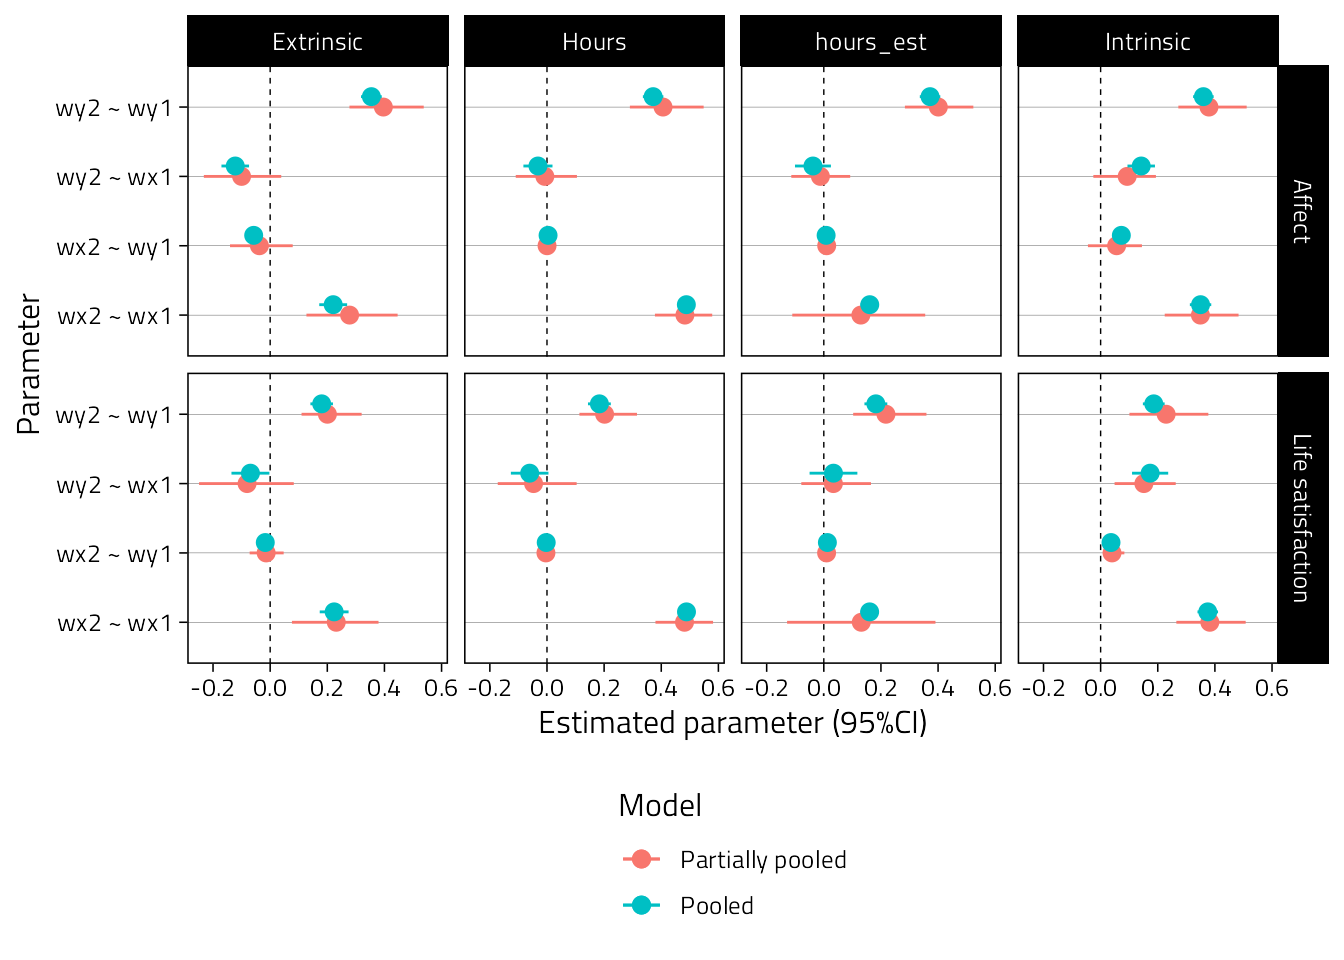 Extrinsic Hours hours_est Intrinsic
Parameter
wy2 ~ wy1
wy2 ~ wx1
wx2 ~ wy1
wx2 ~ wx1
Affect
wy2 ~ wy1
wy2 ~ wx1
wx2 ~ wy1
wx2 ~ wx1
Life satisfaction
-0.2 0.0 0.2 0.4 0.6 -0.2 0.0 0.2 0.4 0.6 -0.2 0.0 0.2 0.4 0.6 -0.2 0.0 0.2 0.4 0.6
Estimated parameter (95%CI)
Model
Partially pooled
Pooled